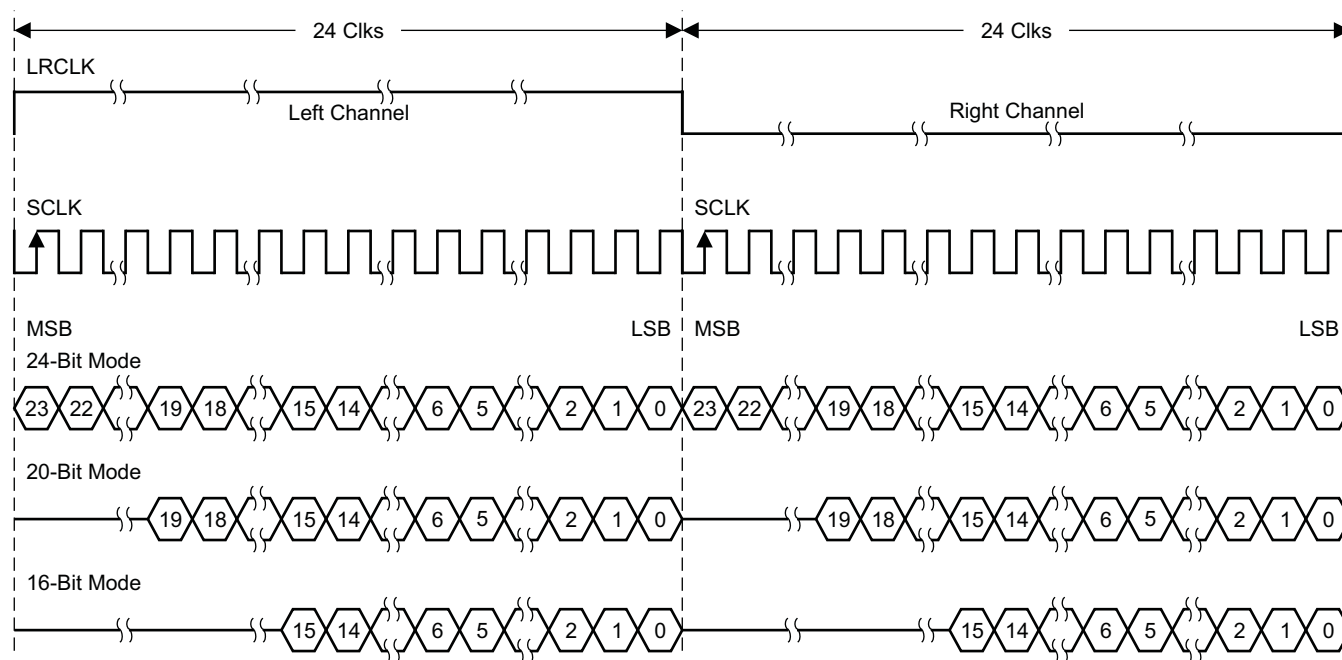 24 Clks 24 Clks
LRCLK
Left Channel Right Channel
SCLK SCLK
MSB LSB MSB LSB
24-Bit Mode
23 22 19 18 15 14 6 5 2 1 0 23 22 19 18 15 14 6 5 2 1 0
20-Bit Mode
19 18 15 14 6 5 2 1 0 19 18 15 14 6 5 2 1 0
16-Bit Mode
15 14 6 5 2 1 0 15 14 6 5 2 1 0